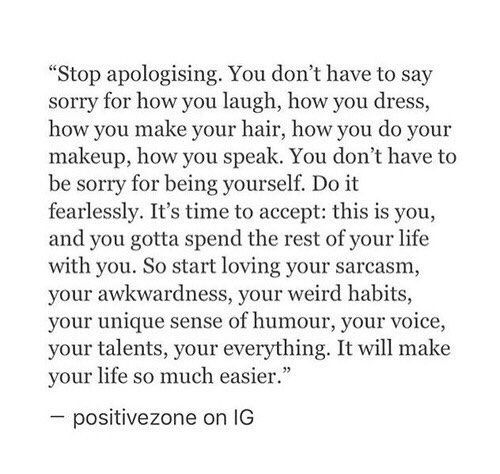 “Stop apologising. You don’t have to say
sorry for how you laugh, how you dress,
how you make your hair, how you do your
makeup, how you speak. You don’t have to
be sorry for being yourself. Do it
fearlessly. It’s time to accept: this is you,
and you gotta spend the rest of your life
with you. So start loving your sarcasm,
your awkwardness, your weird habits,
your unique sense of humour, your voice,
your talents, your everything. It will make
your life so much easier.”
— positivezone on IG